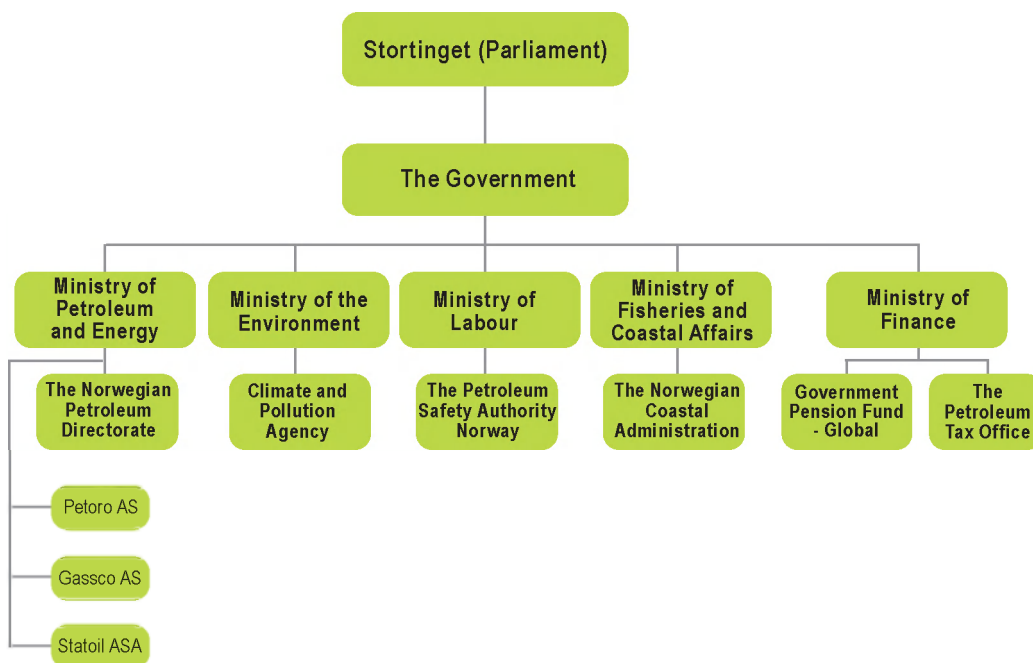 Stortinget (Parliament)
The Government
Ministry of
Petroleum
and Energy
Ministry of the
Environment
Ministry of
Labour
Ministry of
Fisheries and
Coastal Affairs
Ministry of
Finance
The Norwegian
Petroleum
Directorate
Climate and
Pollution
Agency
The Petroleum
Safety Authority
Norway
The Norwegian
Coastal
Administration
Government
Pension Fund
- Global
The
Petroleum
Tax Office
Petoro AS
Gassco AS
Statoil ASA